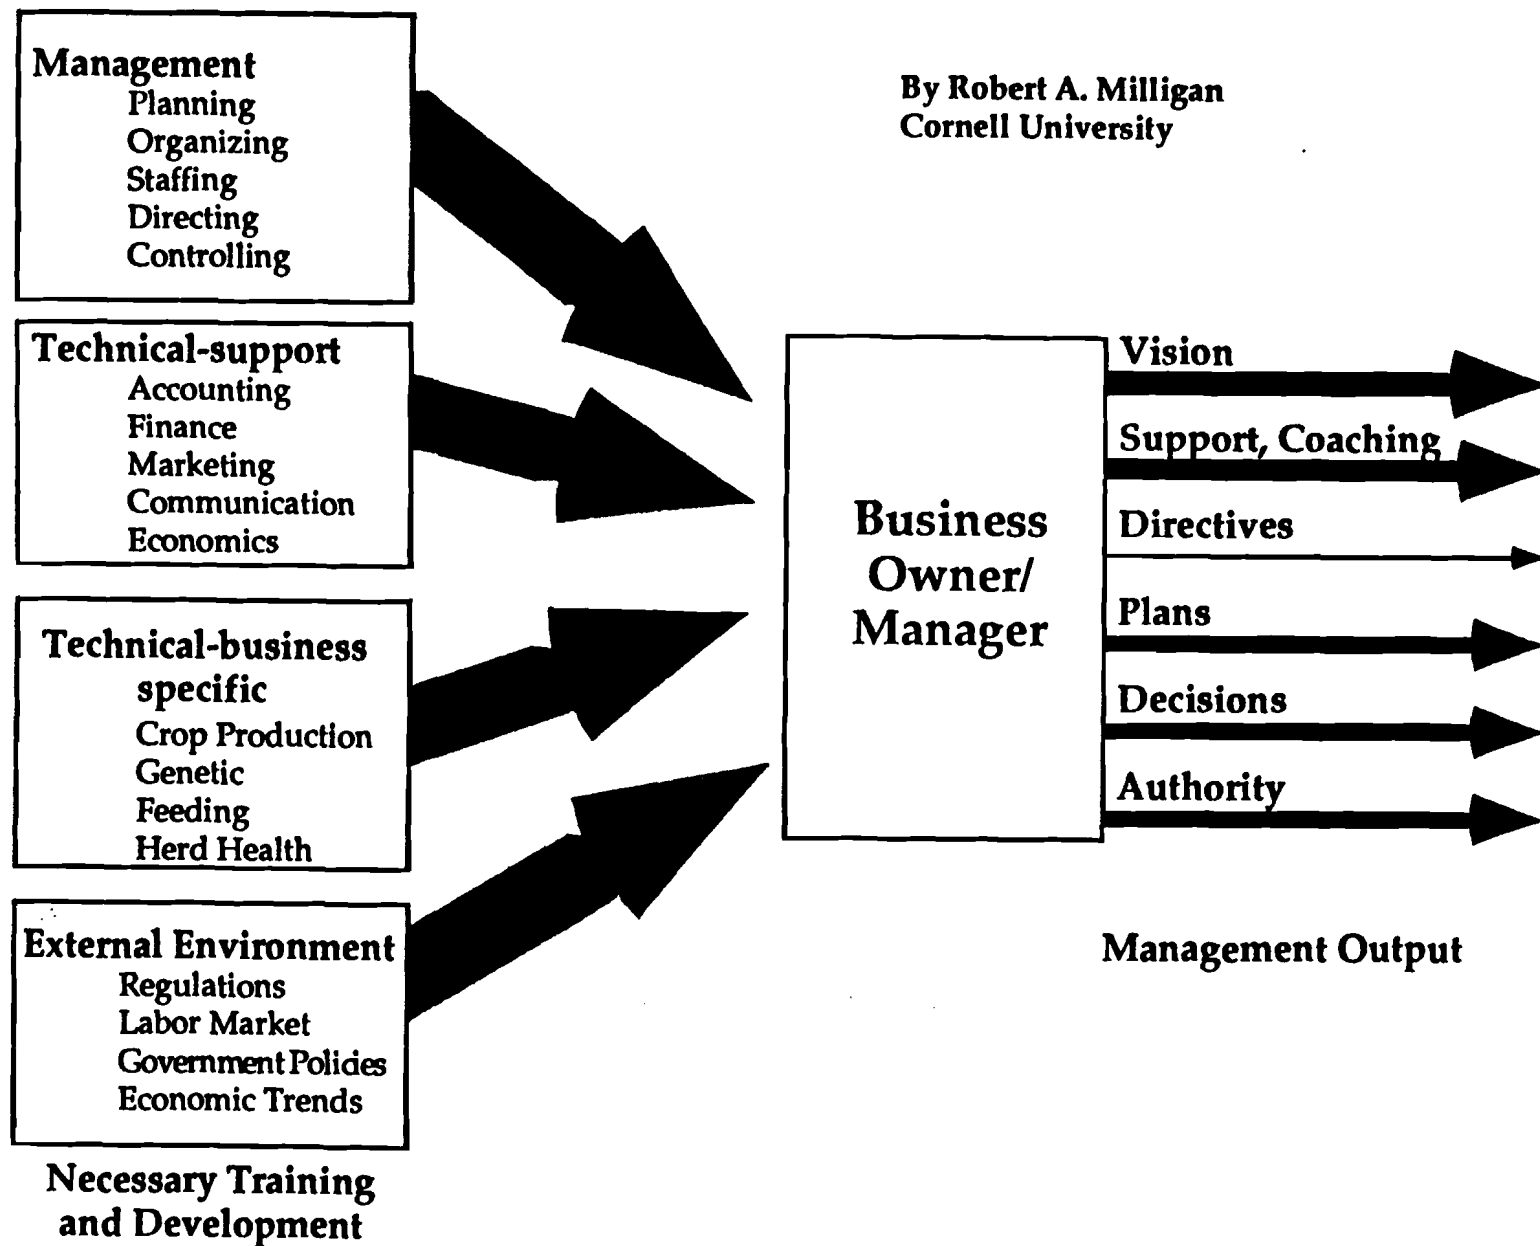 Management
Planning
Organizing
Staffing
Directing
Controlling
Technical-support
Accounting
Finance
Marketing
Communication
Economics
Technical-business
specific
Crop Production
Genetic
Feeding
Herd Health
External Environment
Regulations
Labor Market
Government Policies
Economic Trends
Necessary Training
and Development
By Robert A. Milligan
Cornell University
Business
Owner/
Manager
Vision
Support, Coaching
Directives
Plans
Decisions
Authority
Management Output